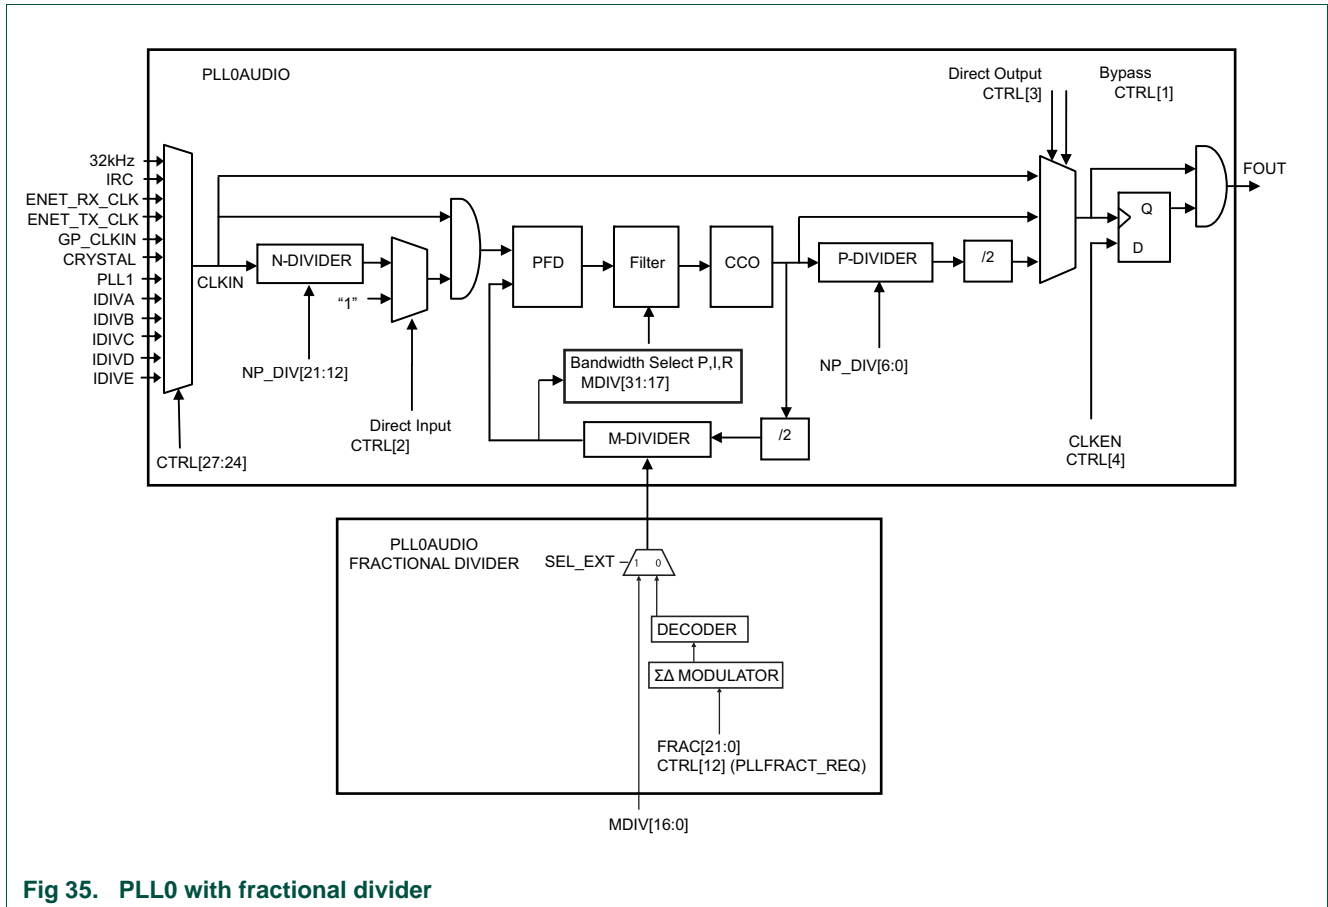 PLL0AUDIO
Direct Output
CTRL[3]
Bypass
CTRL[1]
32kHz
IRC
ENET_RX_CLK
ENET_TX_CLK
GP_CLKIN
CRYSTAL
PLL1
IDIVA
IDIVB
IDIVC
IDIVD
IDIVE
CTRL[27:24]
CLKIN
N-DIVIDER
"1"
NP_DIV[21:12]
Direct Input
CTRL[2]
PFD
Filter
CCO
P-DIVIDER
/2
NP_DIV[6:0]
Bandwidth Select P,I,R
MDIV[31:17]
M-DIVIDER
/2
Q
D
FOUT
CLKEN
CTRL[4]
PLL0AUDIO
FRACTIONAL DIVIDER
SEL_EXT
1 0
DECODER
ΣΔ MODULATOR
FRAC[21:0]
CTRL[12] (PLLFRACT_REQ)
MDIV[16:0]
Fig 35. PLL0 with fractional divider